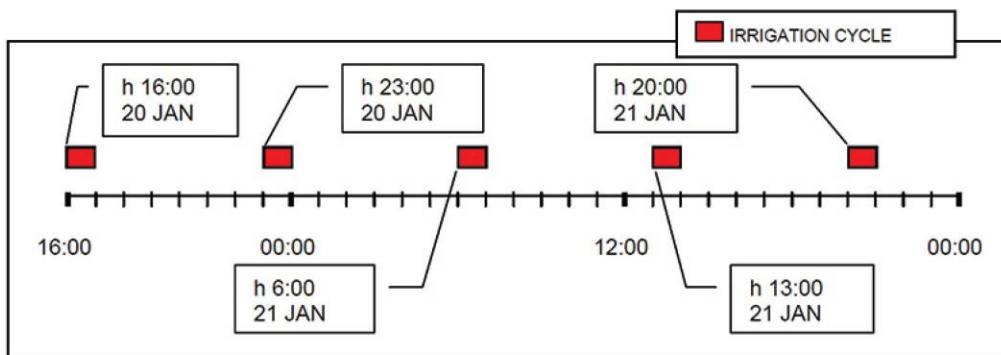 IRRIGATION CYCLE
h 16:00
20 JAN
h 23:00
20 JAN
h 20:00
21 JAN
16:00
00:00
12:00
00:00
h 6:00
21 JAN
h 13:00
21 JAN